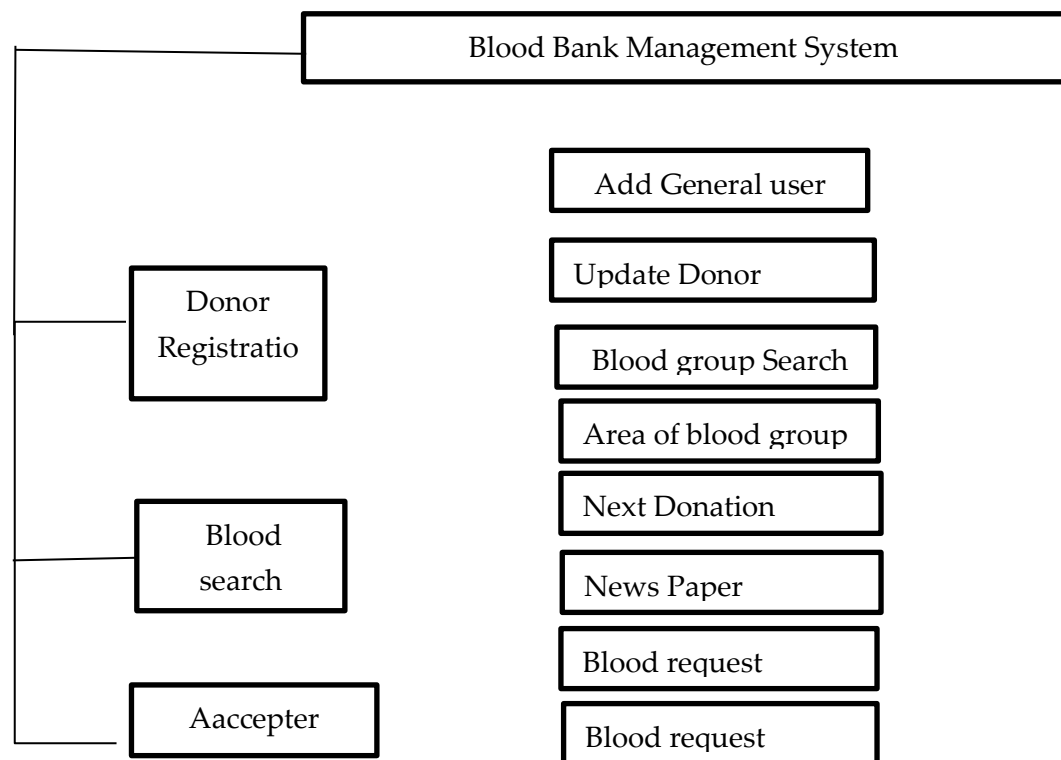 Blood Bank Management System
Add General user
Update Donor
Donor
Registratio
Blood group Search
Area of blood group
Next Donation
Blood
search
News Paper
Blood request
Aaccepter
Blood request